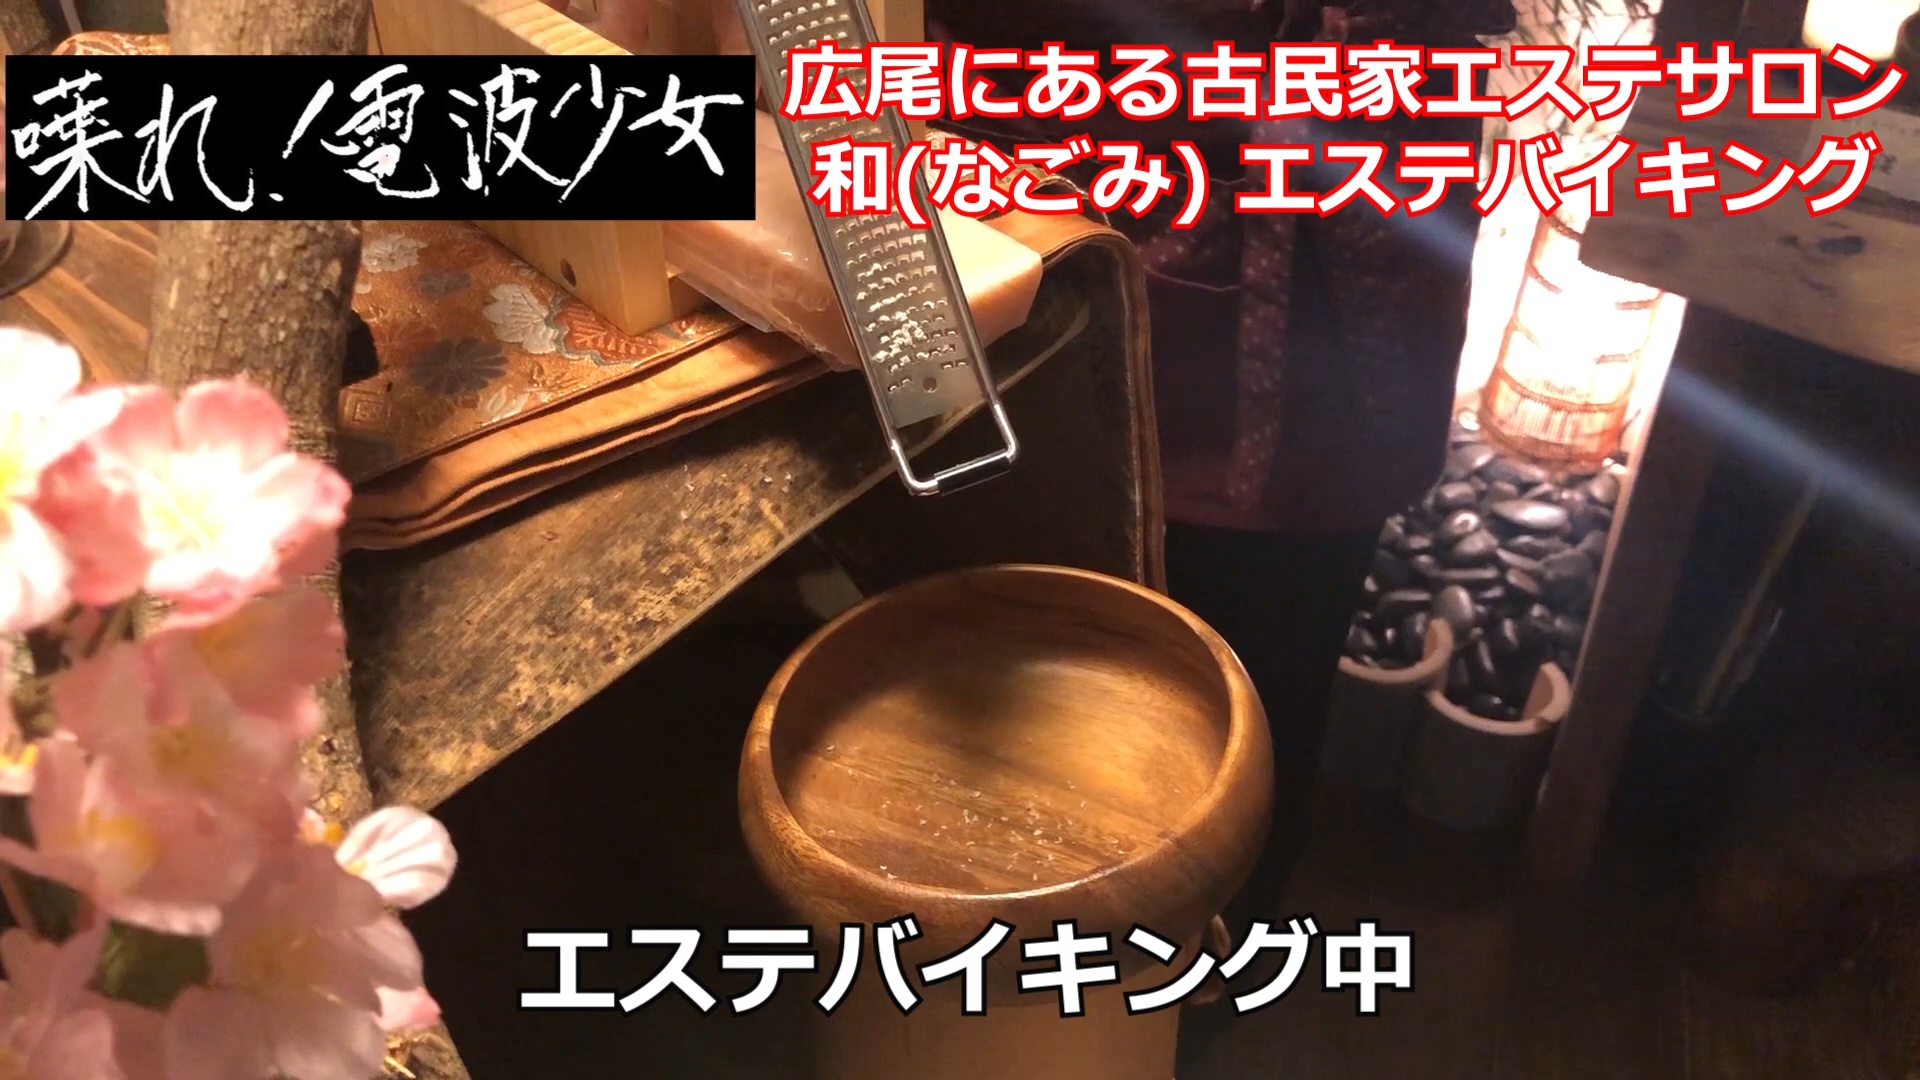 喋れ!電波少女
広尾にある古民家エステサロン
和(なごみ) エステバイキング
エステバイキング中